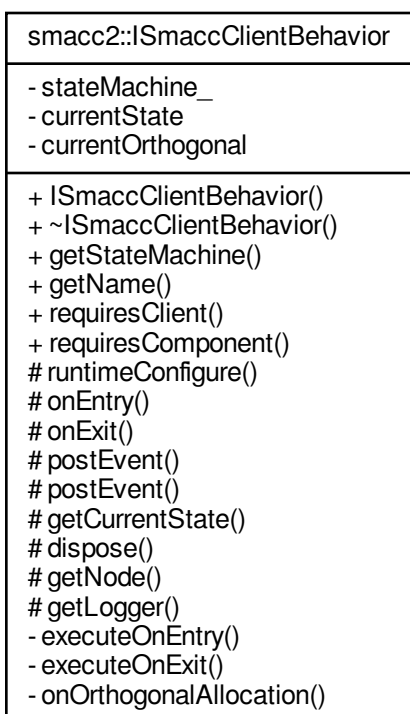 smacc2::ISmaccClientBehavior
- stateMachine_
- currentState
- currentOrthogonal
+ ISmaccClientBehavior()
+ ~ISmaccClientBehavior()
+ getStateMachine()
+ getName()
+ requiresClient()
+ requiresComponent()
# runtimeConfigure()
# onEntry()
# onExit()
# postEvent()
# postEvent()
# getCurrentState()
# dispose()
# getNode()
# getLogger()
- executeOnEntry()
- executeOnExit()
- onOrthogonalAllocation()